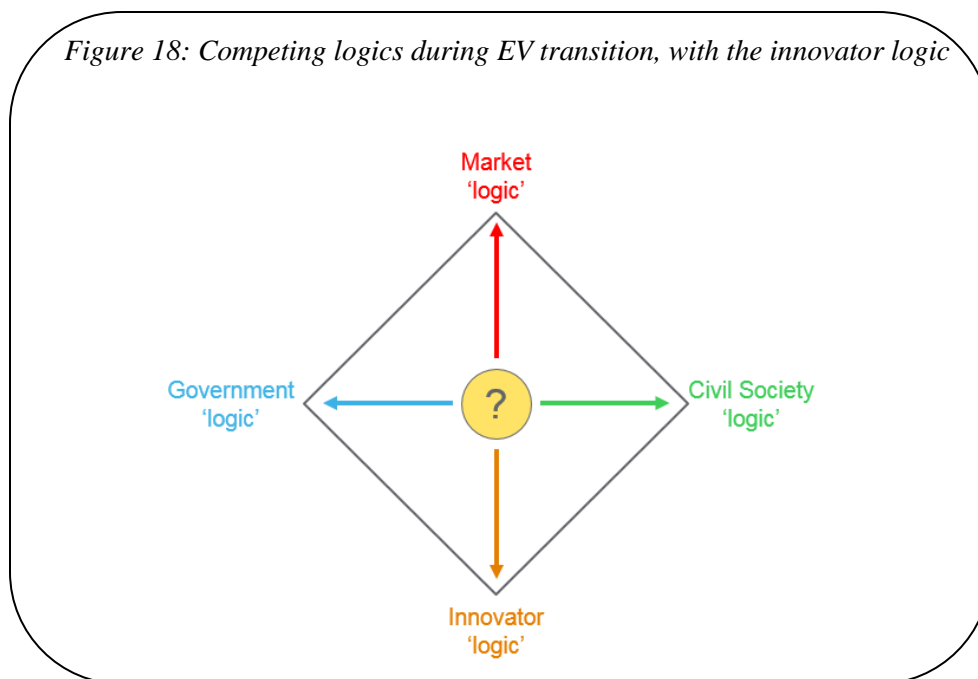 Figure 18: Competing logics during EV transition, with the innovator logic
Market
‘logic’
Government
‘logic’
?
Civil Society
‘logic’
Innovator
‘logic’